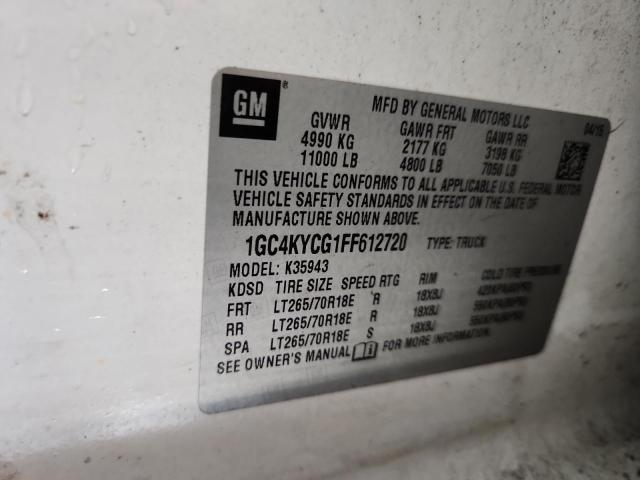 GM ®
MFD BY GENERAL MOTORS LLC 04/15
GVWR GAWR FRT GAWR RR
4990 KG 2177 KG 3198 KG
11000 LB 4800 LB 7050 LB
THIS VEHICLE CONFORMS TO ALL APPLICABLE U.S. FEDERAL MOTOR
VEHICLE SAFETY STANDARDS IN EFFECT ON THE DATE OF
MANUFACTURE SHOWN ABOVE.
1GC4KYCG1FF612720 TYPE: TRUCK
MODEL: K35943
KDSD TIRE SIZE SPEED RTG RIM COLD TIRE PRESSURE
FRT LT265/70R18E R 18X8J
RR LT265/70R18E R 18X8J
SPA LT265/70R18E S 18X8J
SEE OWNER'S MANUAL FOR MORE INFORMATION.